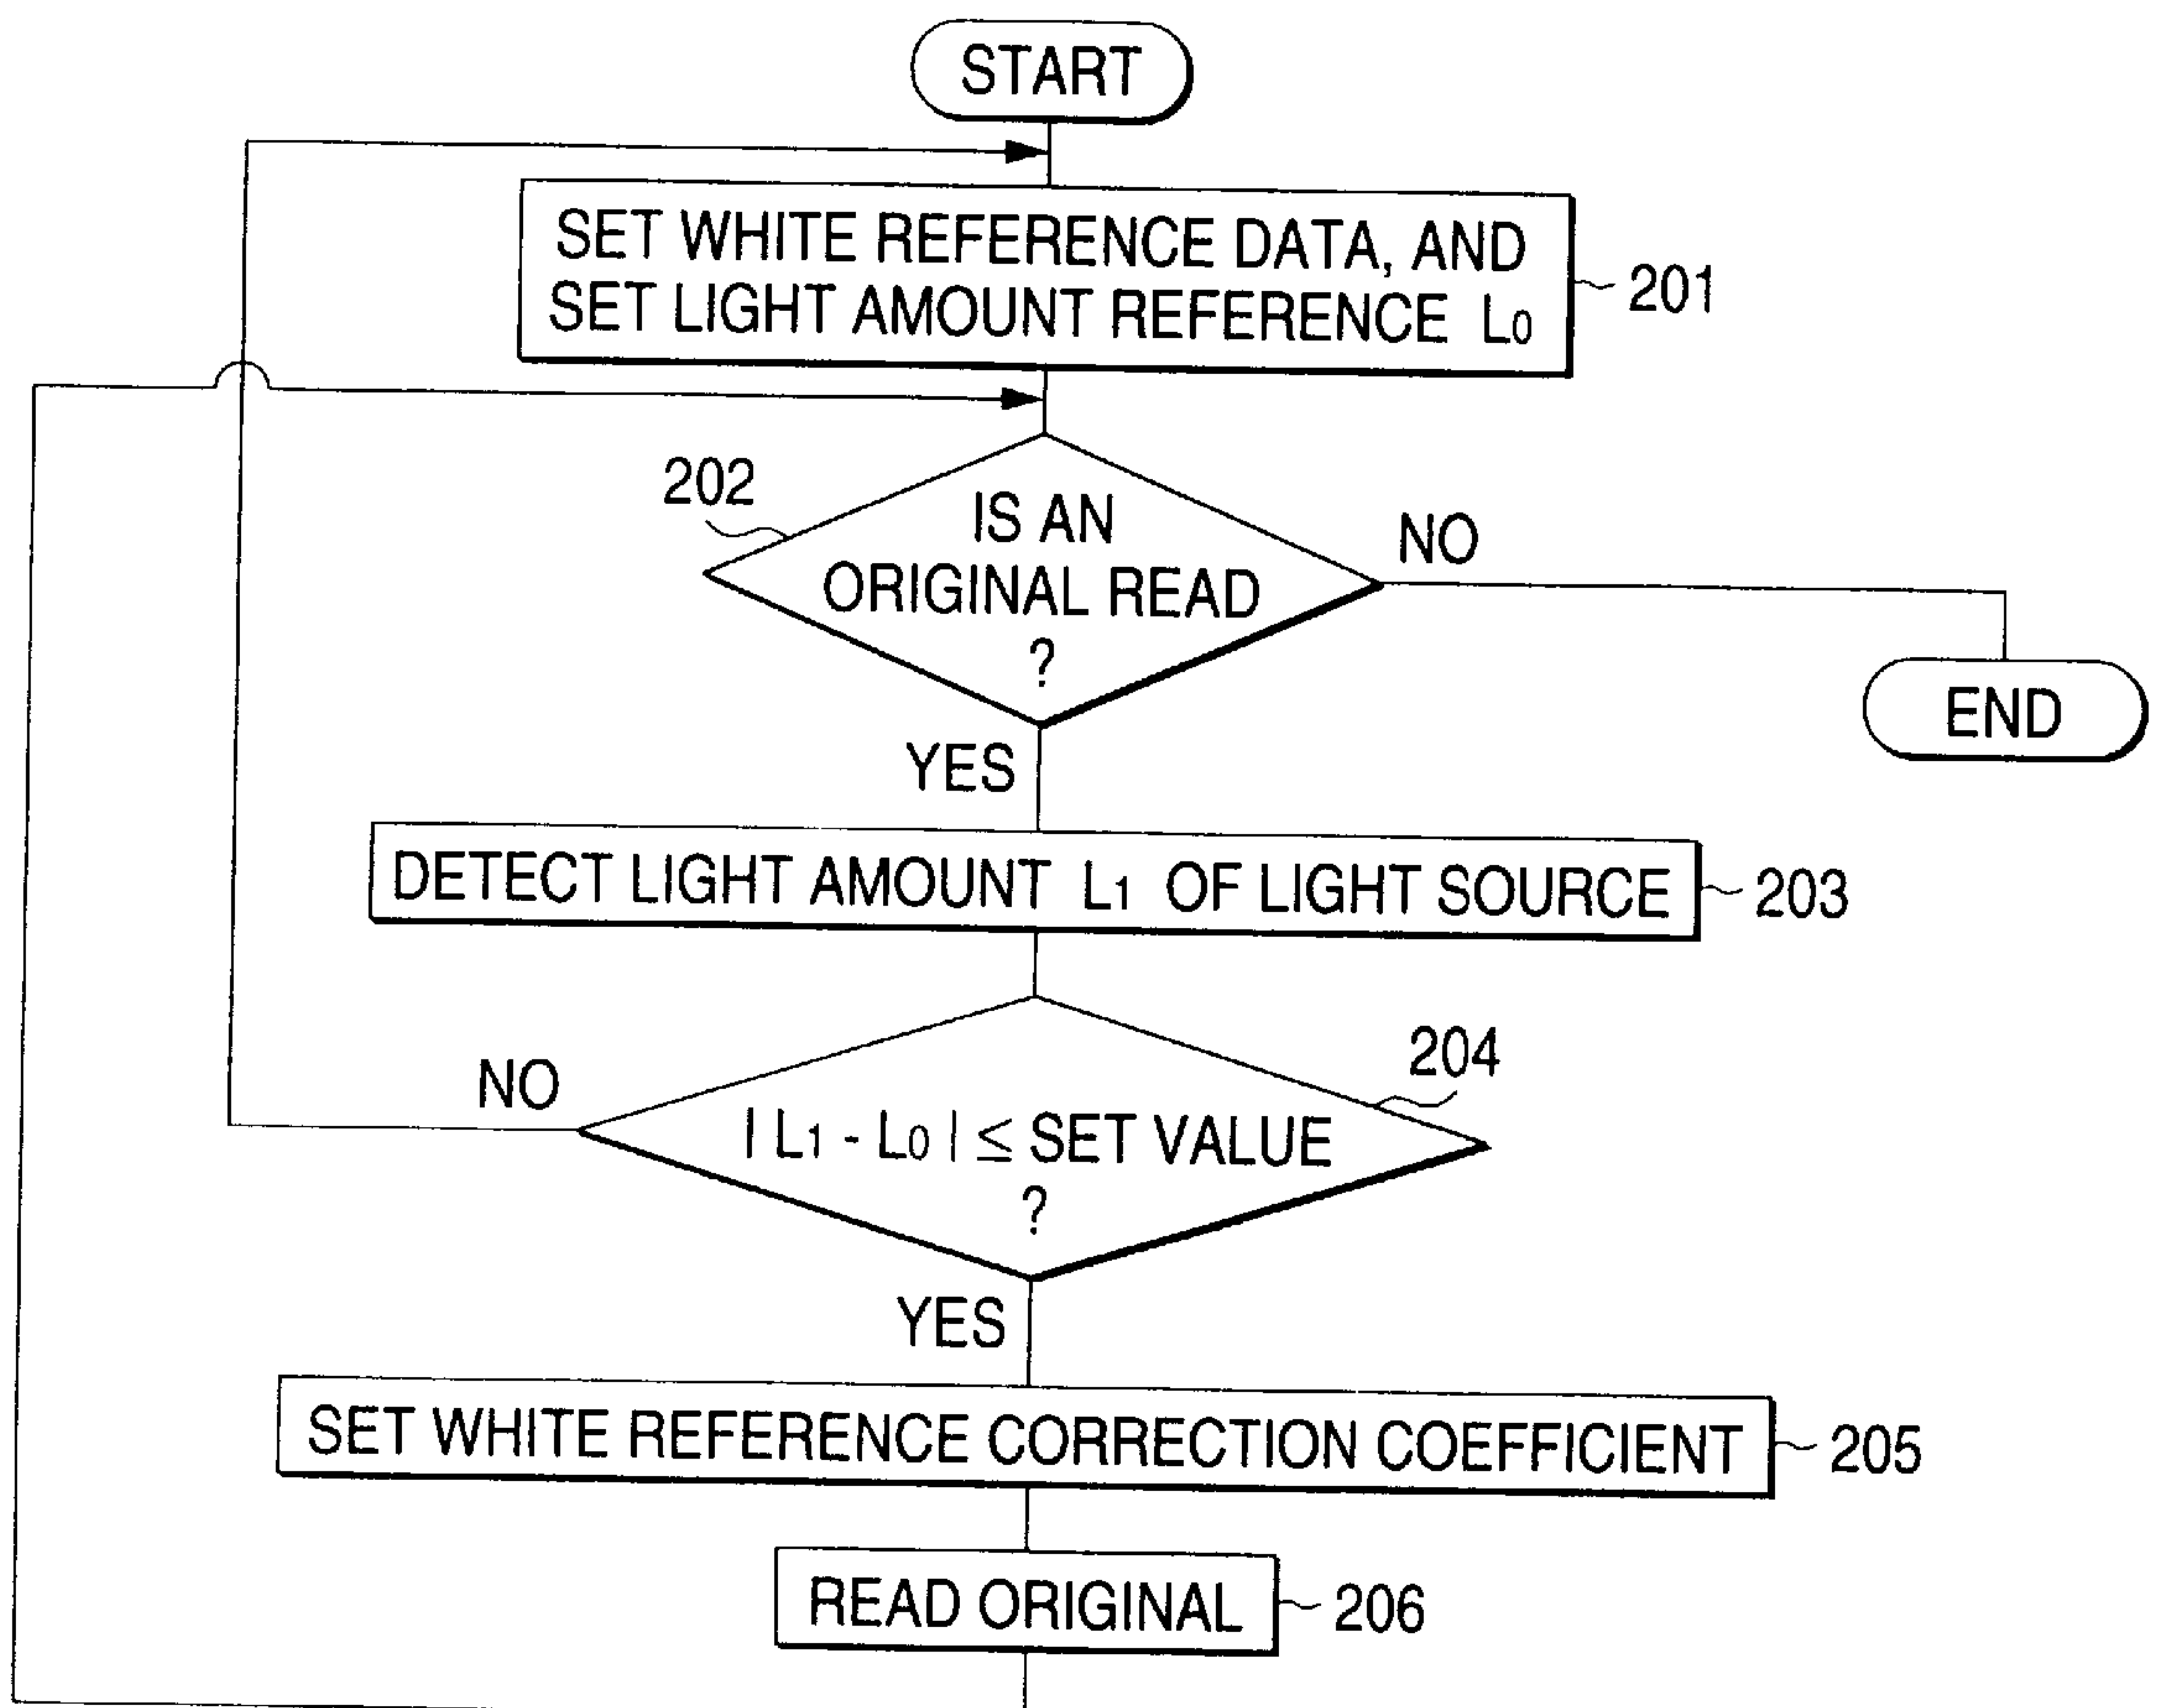 START
SET WHITE REFERENCE DATA, AND
SET LIGHT AMOUNT REFERENCE L0
201
202
IS AN
ORIGINAL READ
?
NO
END
YES
DETECT LIGHT AMOUNT L1 OF LIGHT SOURCE
203
204
NO
| L1 - L0 | ≤ SET VALUE
?
YES
SET WHITE REFERENCE CORRECTION COEFFICIENT
205
READ ORIGINAL
206